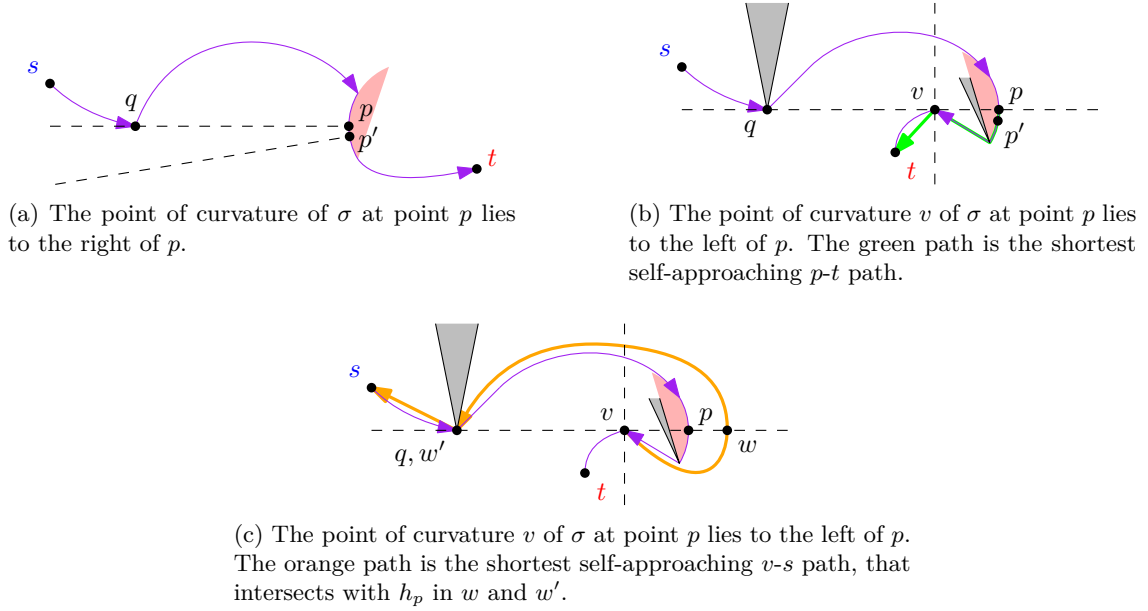 s
q
p
p′
t
(a) The point of curvature of σ at point p lies
to the right of p.
s
q
v
p
p′
t
(b) The point of curvature v of σ at point p lies
to the left of p. The green path is the shortest
self-approaching p-t path.
s
q, w′
v
p
w
t
(c) The point of curvature v of σ at point p lies to the left of p.
The orange path is the shortest self-approaching v-s path, that
intersects with hₚ in w and w′.